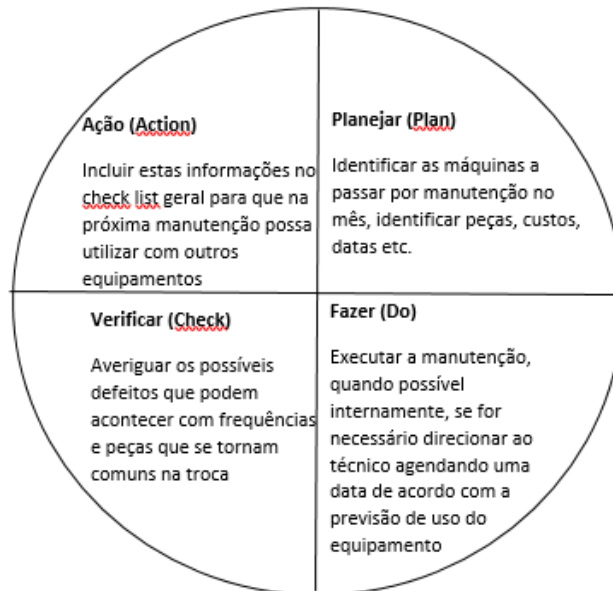 Ação (Action)
Incluir estas informações no
check list geral para que na
próxima manutenção possa
utilizar com outros
equipamentos
Planejar (Plan)
Identificar as máquinas a
passar por manutenção no
mês, identificar peças, custos,
datas etc.
Verificar (Check)
Averiguar os possíveis
defeitos que podem
acontecer com frequências
e peças que se tornam
comuns na troca
Fazer (Do)
Executar a manutenção,
quando possível
internamente, se for
necessário direcionar ao
técnico agendando uma
data de acordo com a
previsão de uso do
equipamento